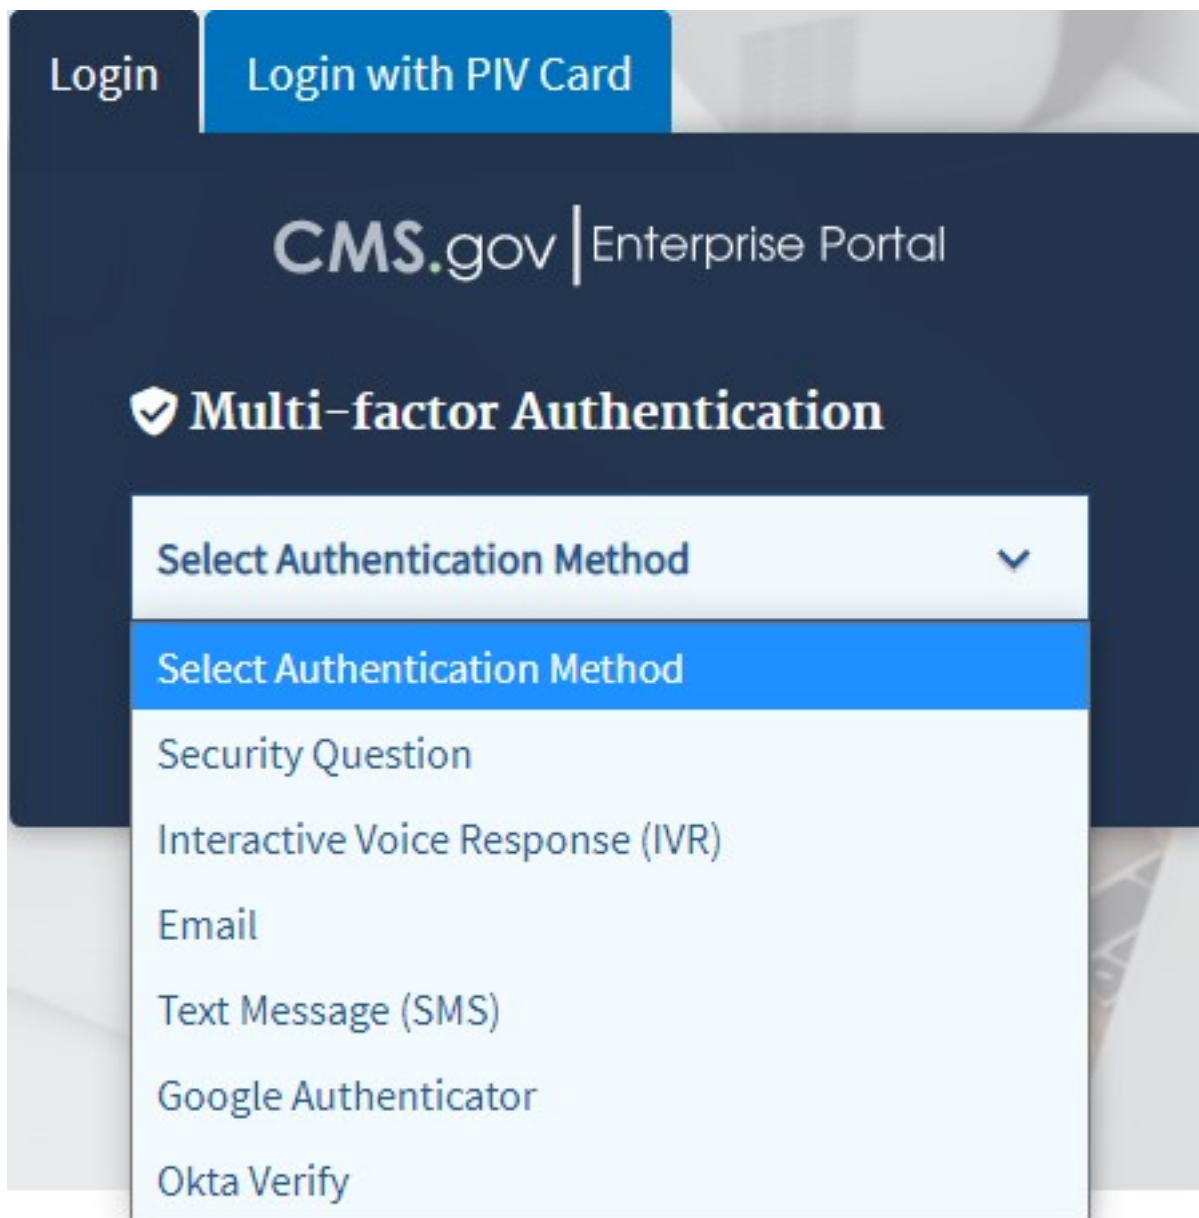 Login
Login with PIV Card
CMS.gov Enterprise Portal
Multi-factor Authentication
Select Authentication Method
Select Authentication Method
Security Question
Interactive Voice Response (IVR)
Email
Text Message (SMS)
Google Authenticator
Okta Verify